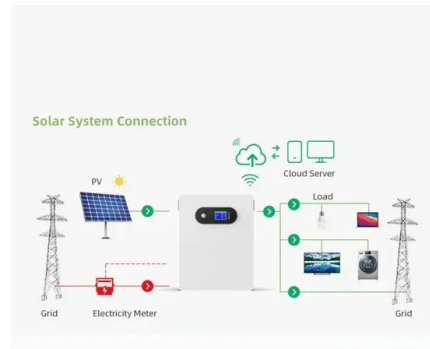 Solar System Connection
Cloud Server
PV
Load
Grid
Electricity Meter
Grid